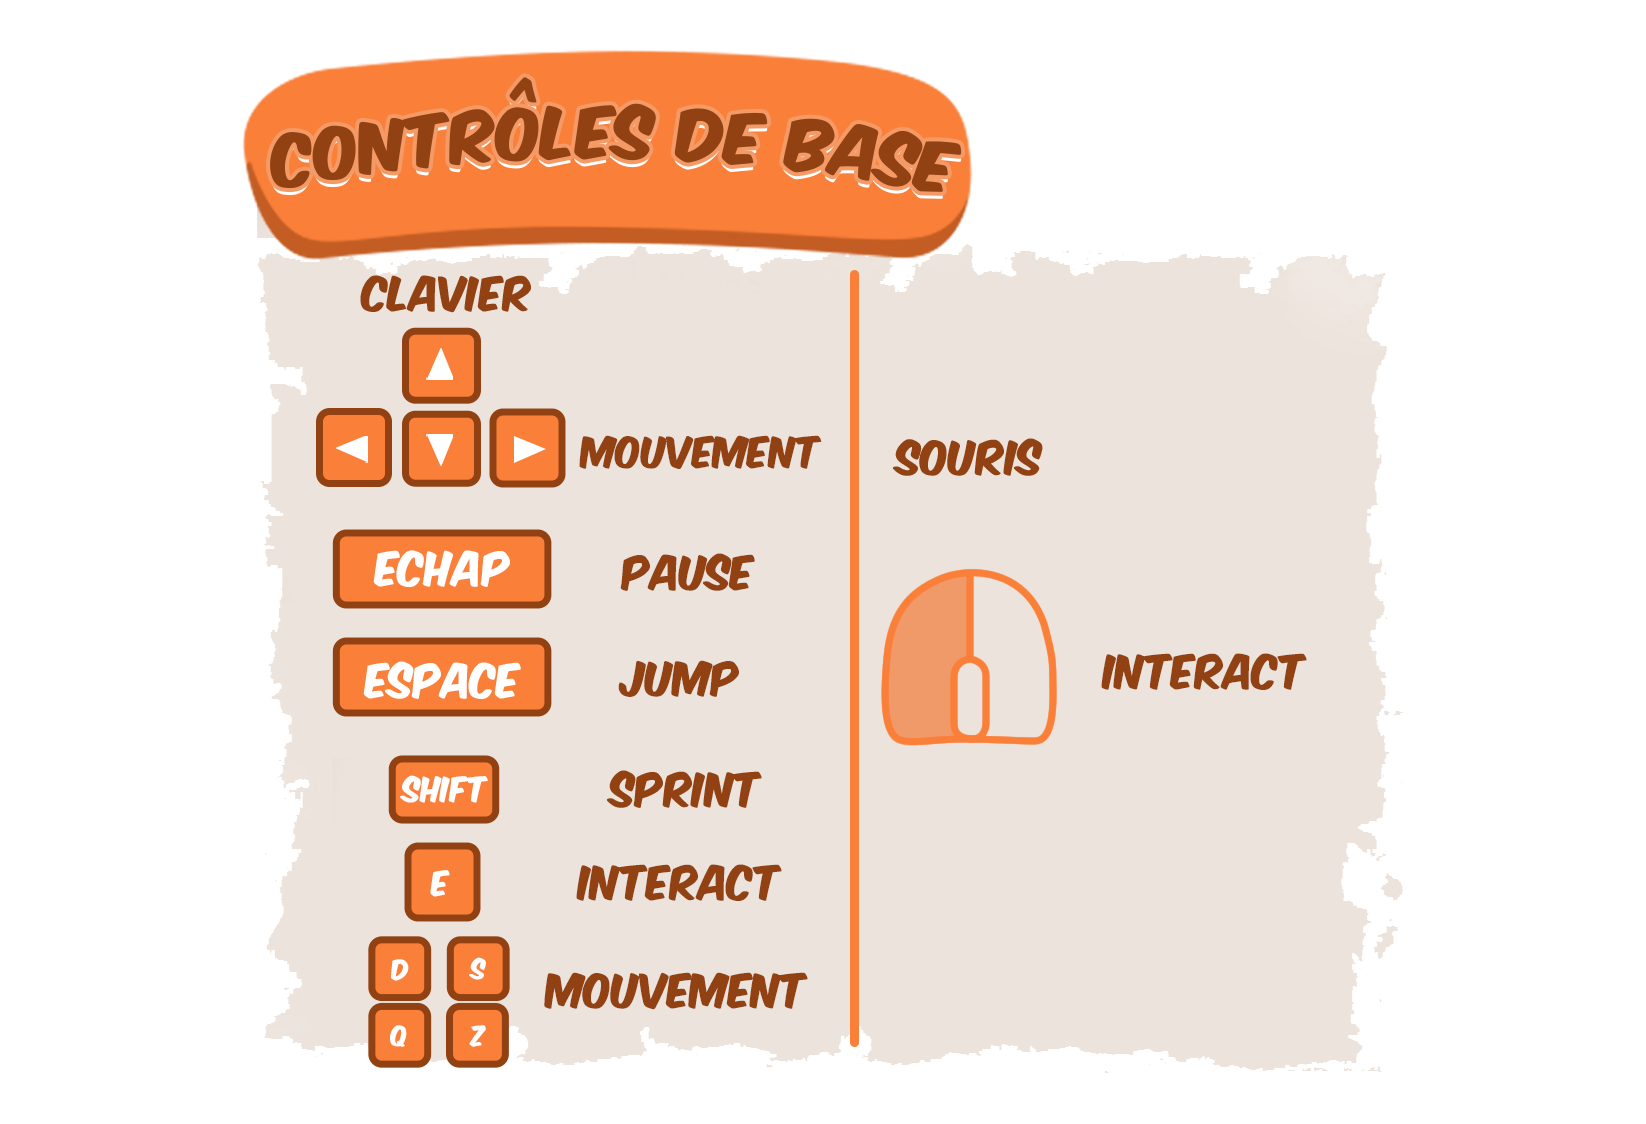 CONTRÔLES DE BASE
CLAVIER
MOUVEMENT
ECHAP PAUSE
ESPACE JUMP
SHIFT SPRINT
E INTERACT
D S
MOUVEMENT
Q Z
SOURIS
INTERACT